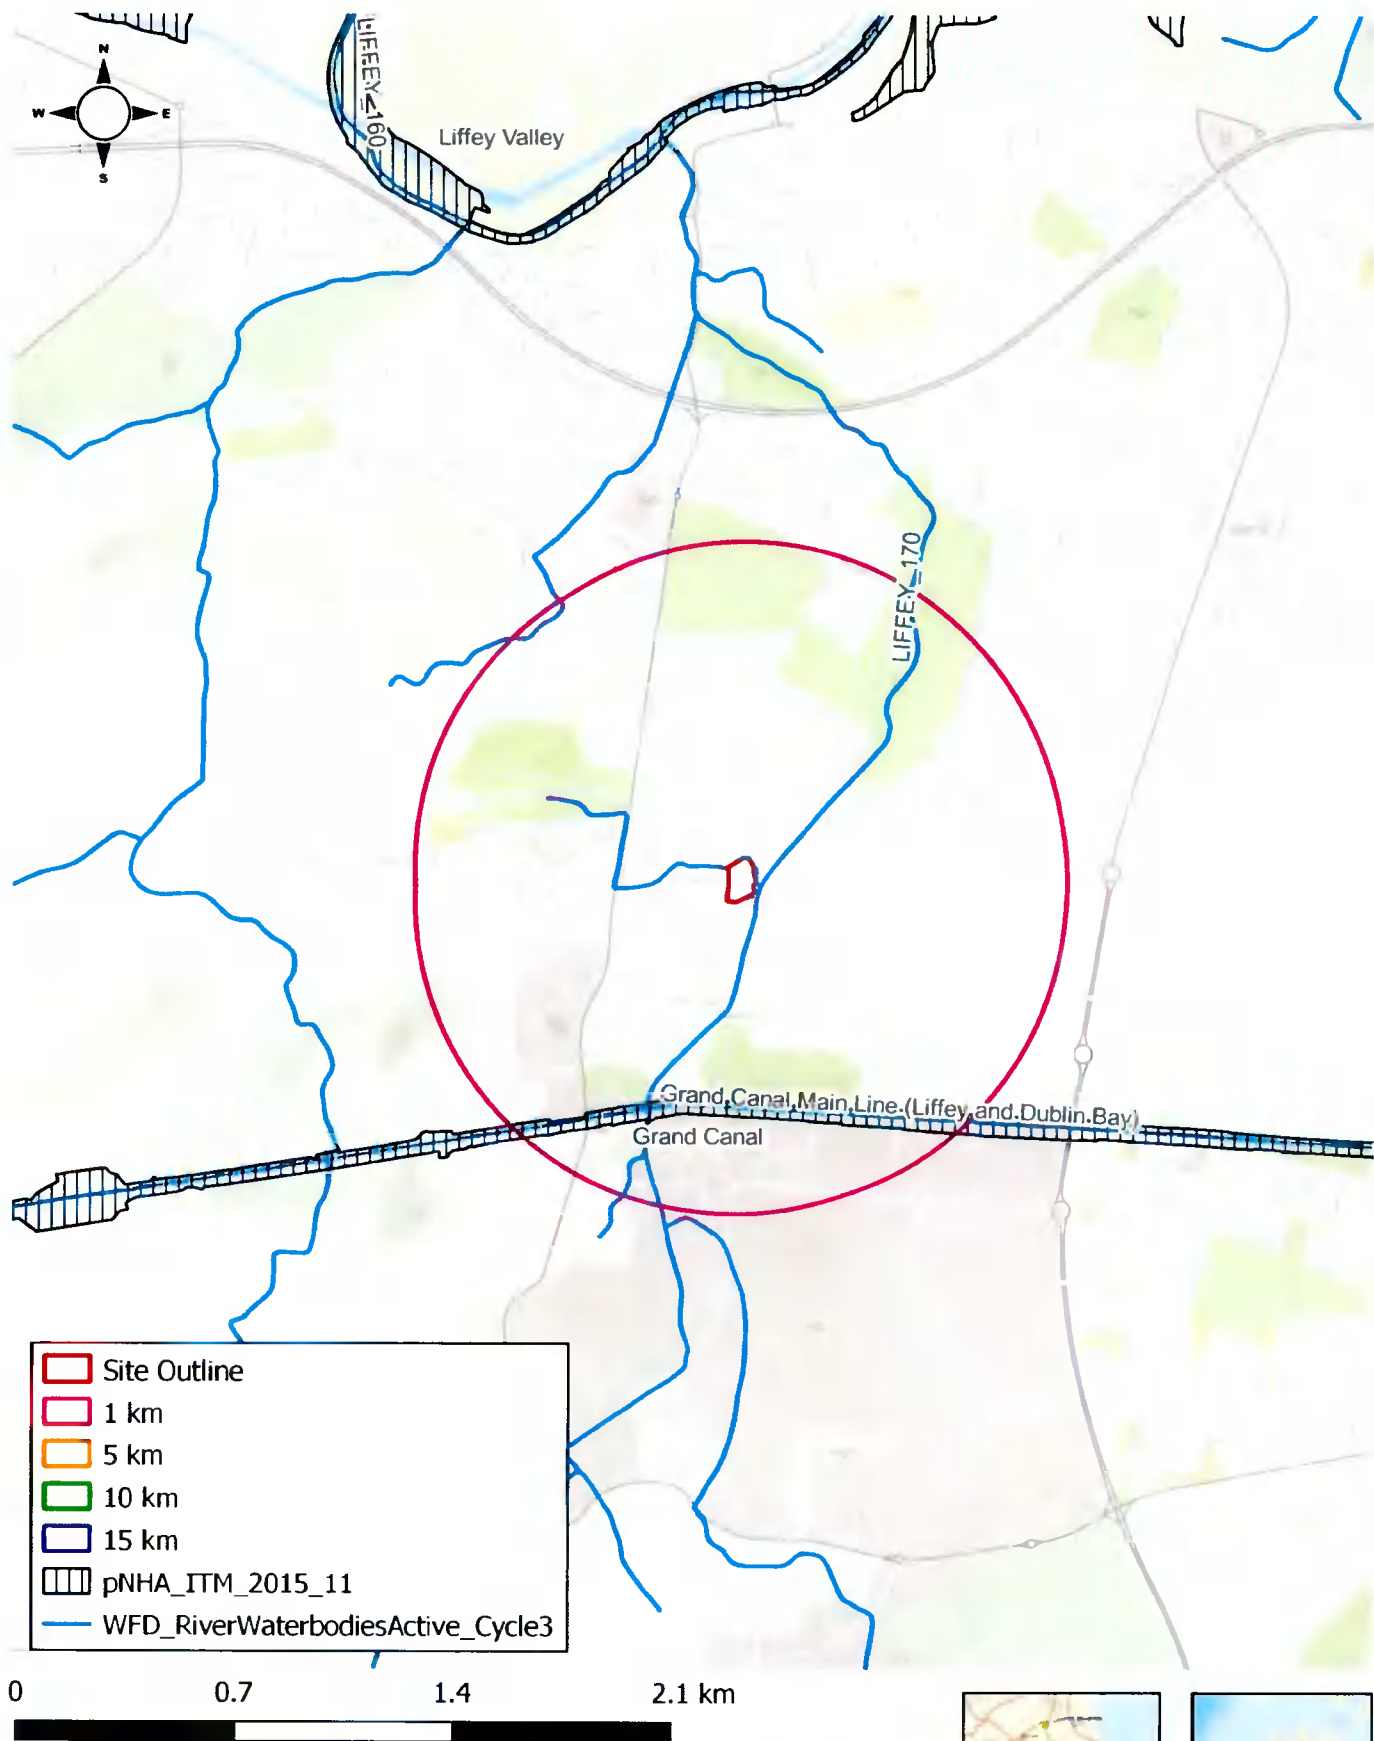 N
W E
S
LIFFEY_160
Liffey Valley
LIFFEY_170
Grand Canal Main Line (Liffey and Dublin Bay)
Grand Canal
Site Outline
1 km
5 km
10 km
15 km
pNHA_ITM_2015_11
WFD_RiverWaterbodiesActive_Cycle3
0 0.7 1.4 2.1 km